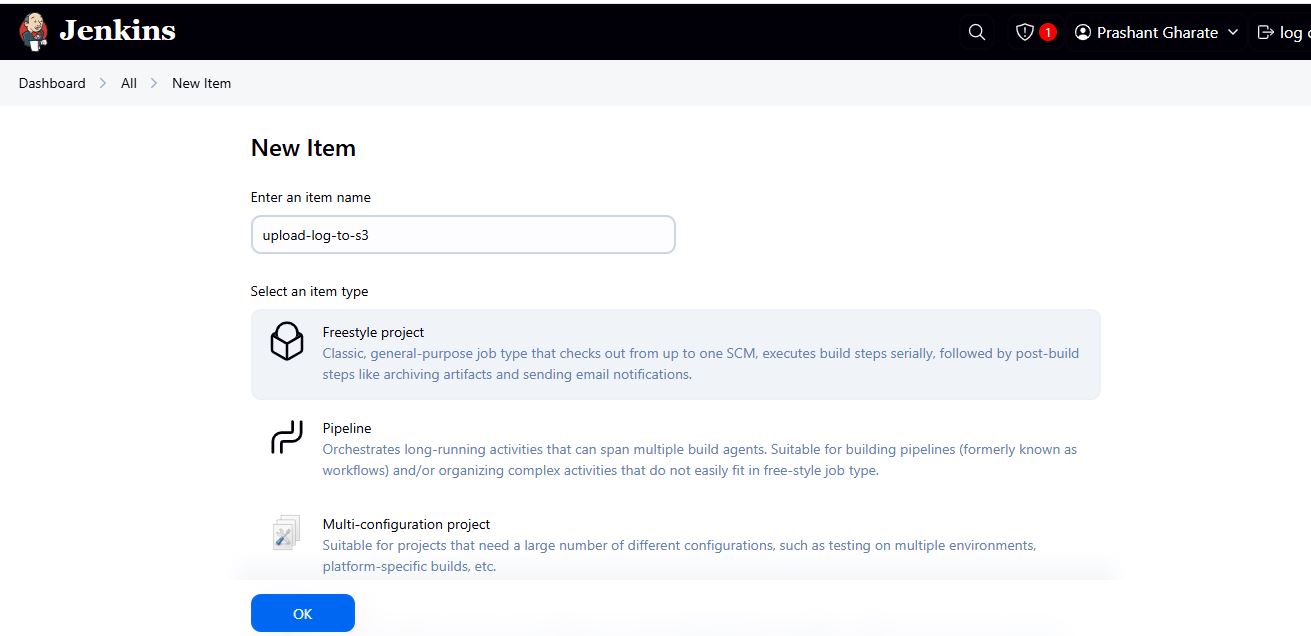 Jenkins
1
Prashant Gharate
log
Dashboard
All
New Item
New Item
Enter an item name
upload-log-to-s3
Select an item type
Freestyle project
Classic, general-purpose job type that checks out from up to one SCM, executes build steps serially, followed by post-build
steps like archiving artifacts and sending email notifications.
Pipeline
Orchestrates long-running activities that can span multiple build agents. Suitable for building pipelines (formerly known as
workflows) and/or organizing complex activities that do not easily fit in free-style job type.
Multi-configuration project
Suitable for projects that need a large number of different configurations, such as testing on multiple environments,
platform-specific builds, etc.
OK